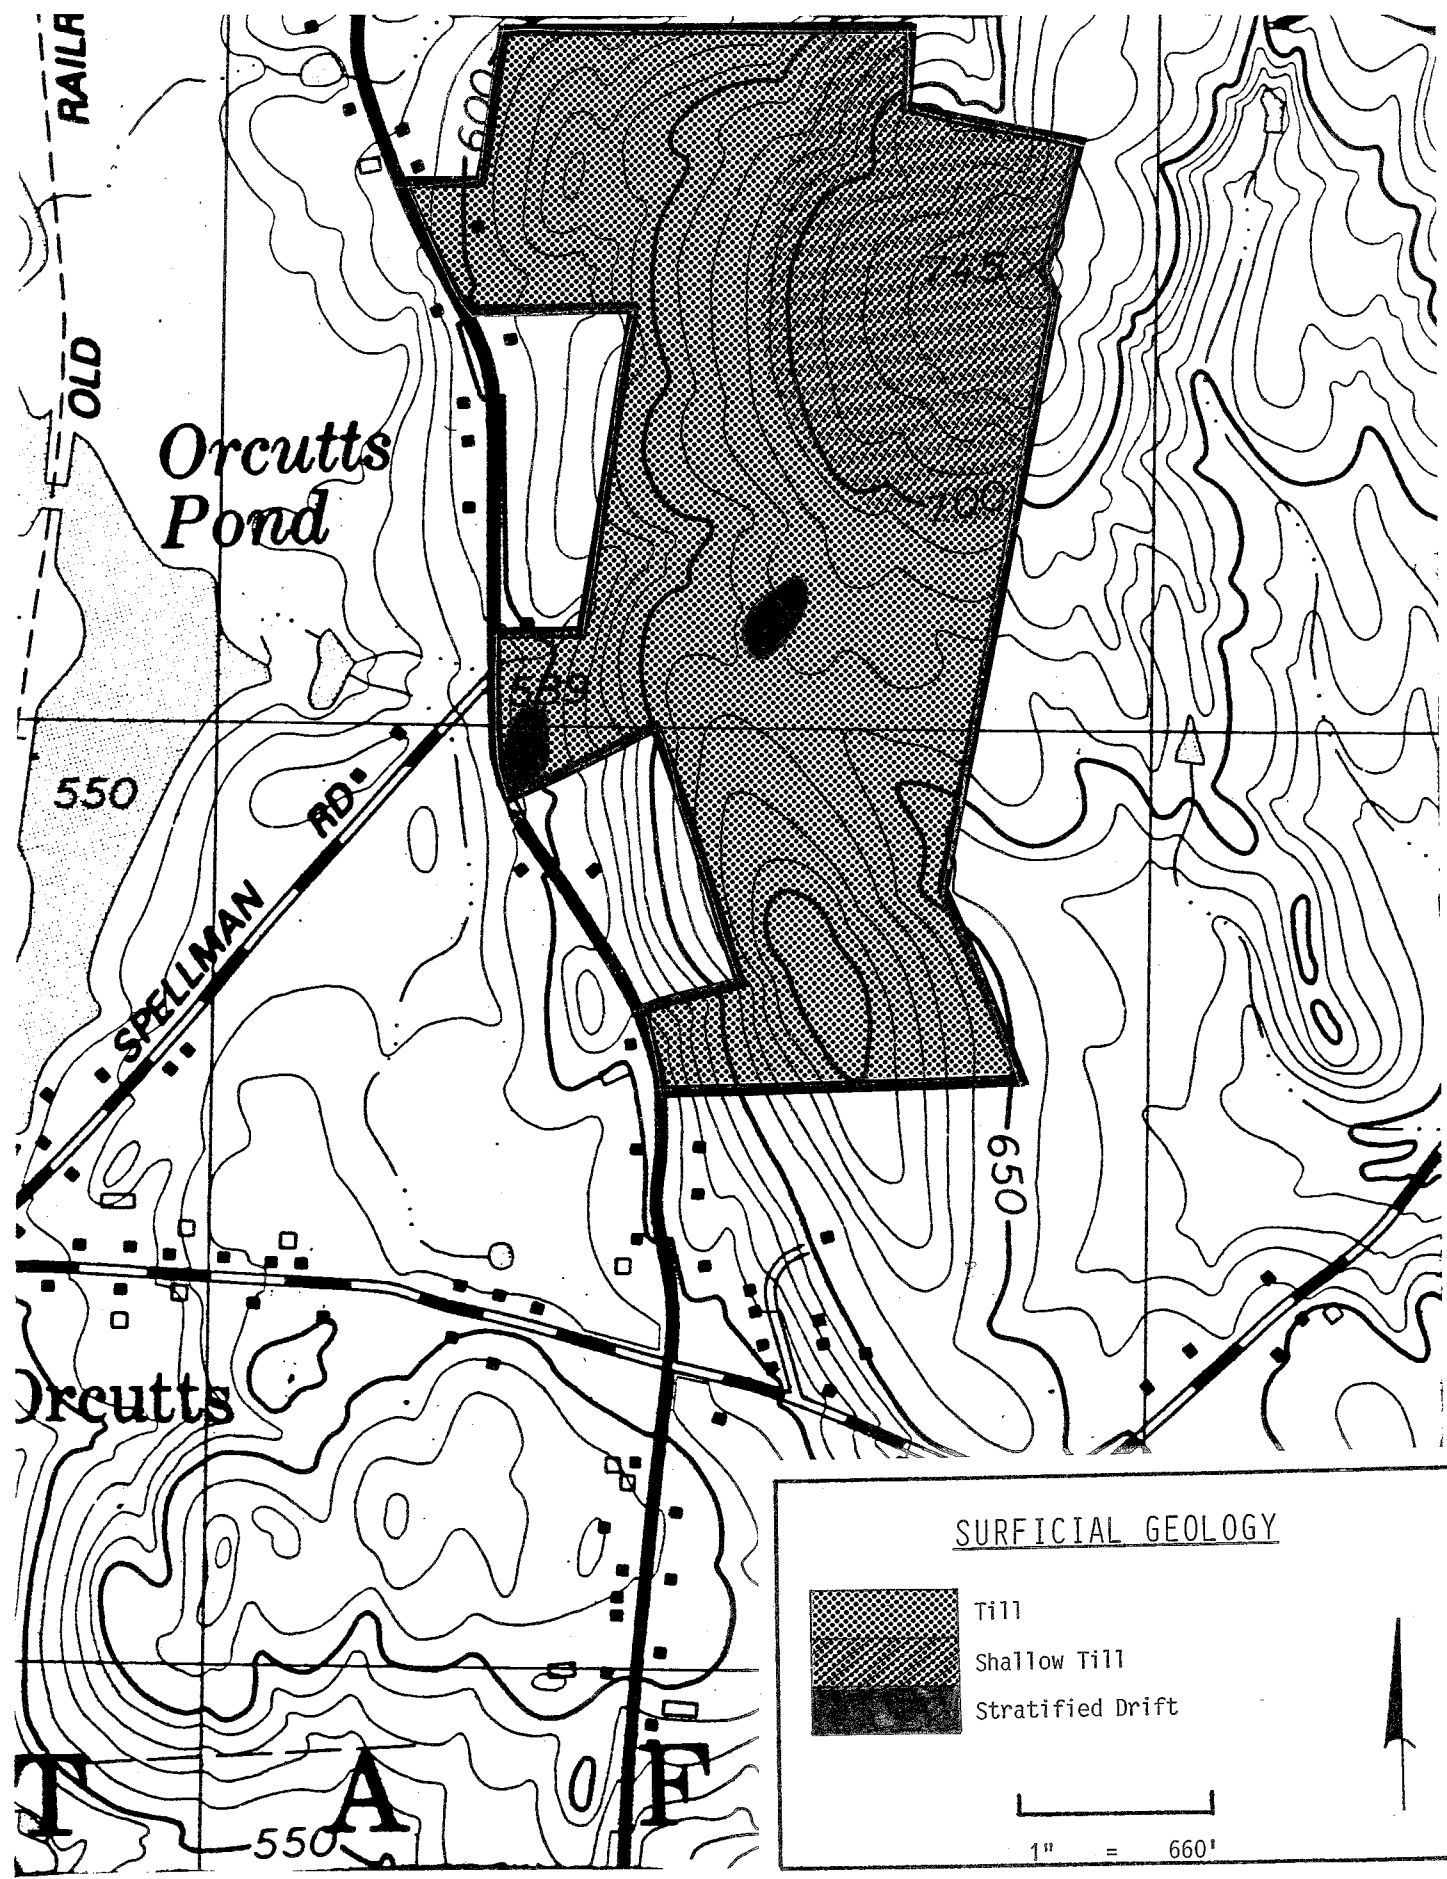 RAILR
OLD
600
745
Orcutts
Pond
700
589
550
SPELLMAN RD
650
Orcutts
SURFICIAL GEOLOGY
Till
Shallow Till
Stratified Drift
1" = 660'
T A F
550